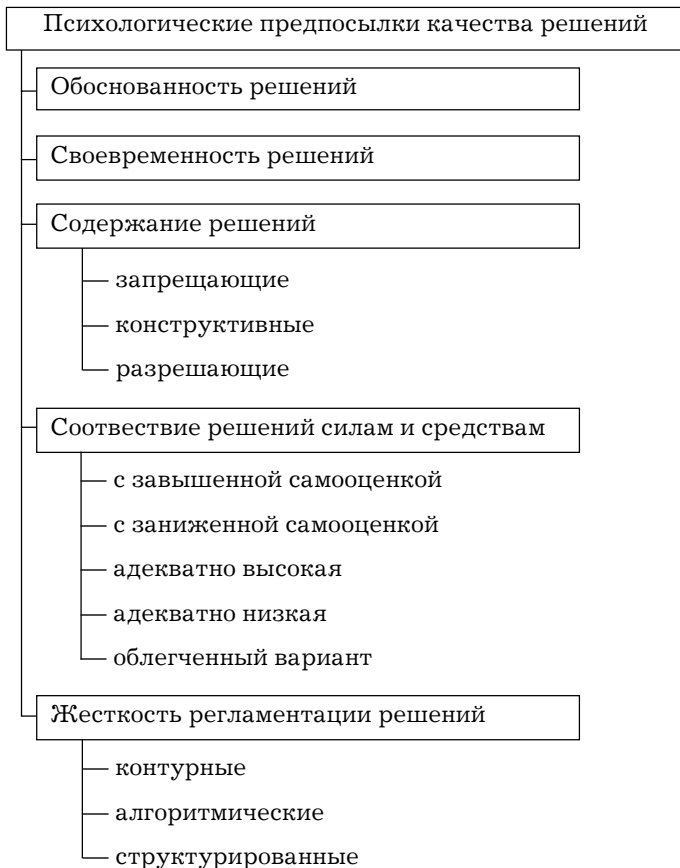 Психологические предпосылки качества решений
Обоснованность решений
Своевременность решений
Содержание решений
запрещающие
конструктивные
разрешающие
Соотвествие решений силам и средствам
с завышенной самооценкой
с заниженной самооценкой
адекватно высокая
адекватно низкая
облегченный вариант
Жесткость регламентации решений
контурные
алгоритмические
структурированные